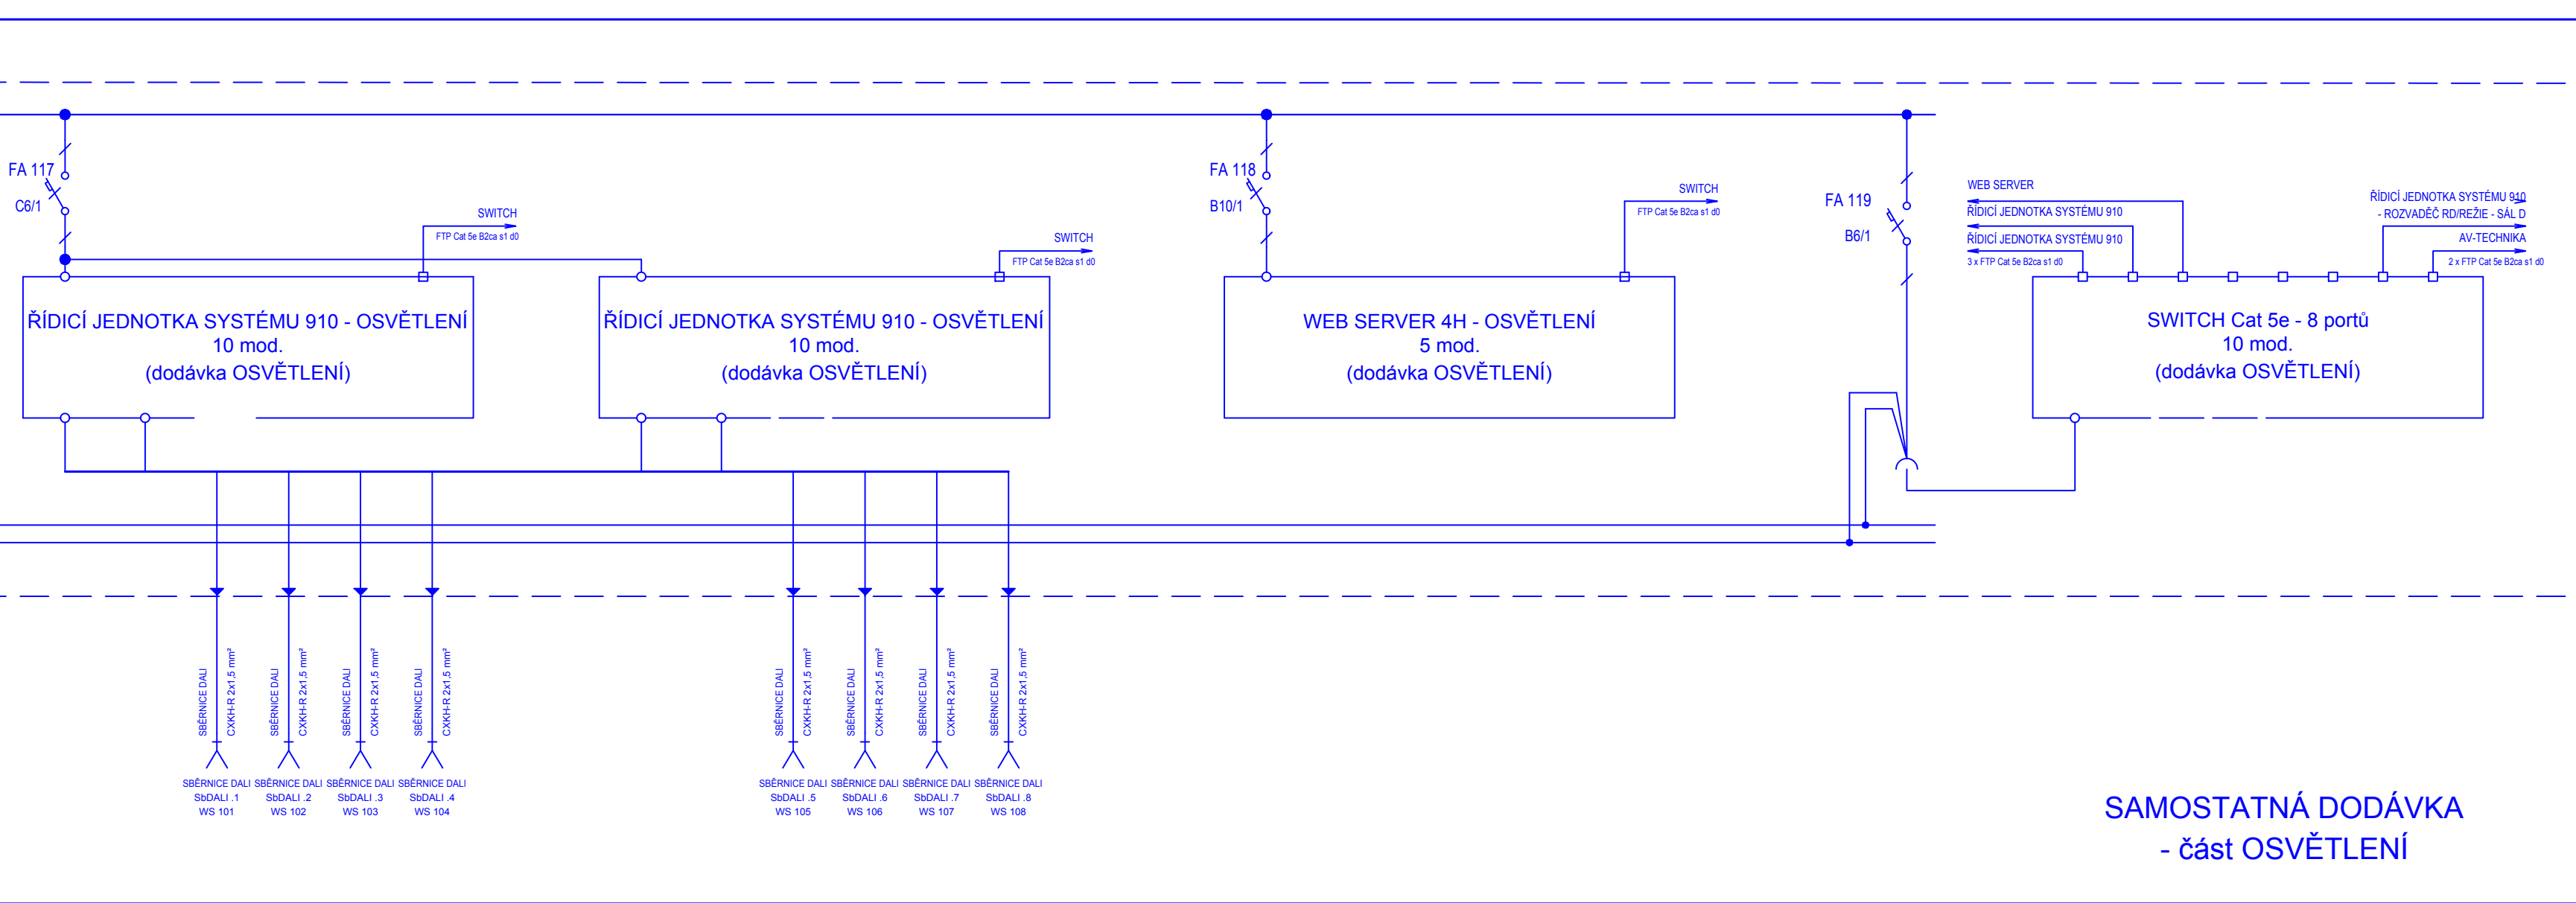 FA 117
C6/1
SWITCH
FTP Cat 5e B2ca s1 d0
ŘÍDICÍ JEDNOTKA SYSTÉMU 910 - OSVĚTLENÍ
10 mod.
(dodávka OSVĚTLENÍ)
SWITCH
FTP Cat 5e B2ca s1 d0
ŘÍDICÍ JEDNOTKA SYSTÉMU 910 - OSVĚTLENÍ
10 mod.
(dodávka OSVĚTLENÍ)
FA 118
B10/1
SWITCH
FTP Cat 5e B2ca s1 d0
WEB SERVER 4H - OSVĚTLENÍ
5 mod.
(dodávka OSVĚTLENÍ)
FA 119
B6/1
WEB SERVER
ŘÍDICÍ JEDNOTKA SYSTÉMU 910
ŘÍDICÍ JEDNOTKA SYSTÉMU 910
3 x FTP Cat 5e B2ca s1 d0
ŘÍDICÍ JEDNOTKA SYSTÉMU 910
- ROZVADĚČ RD/REŽIE - SÁL D
AV-TECHNIKA
2 x FTP Cat 5e B2ca s1 d0
SWITCH Cat 5e - 8 portů
10 mod.
(dodávka OSVĚTLENÍ)
SBĚRNICE DALI
CXKH-R 2x1,5 mm²
SBĚRNICE DALI
CXKH-R 2x1,5 mm²
SBĚRNICE DALI
CXKH-R 2x1,5 mm²
SBĚRNICE DALI
CXKH-R 2x1,5 mm²
SBĚRNICE DALI
CXKH-R 2x1,5 mm²
SBĚRNICE DALI
CXKH-R 2x1,5 mm²
SBĚRNICE DALI
CXKH-R 2x1,5 mm²
SBĚRNICE DALI
CXKH-R 2x1,5 mm²
SBĚRNICE DALI
SbDALI .1
WS 101
SBĚRNICE DALI
SbDALI .2
WS 102
SBĚRNICE DALI
SbDALI .3
WS 103
SBĚRNICE DALI
SbDALI .4
WS 104
SBĚRNICE DALI
SbDALI .5
WS 105
SBĚRNICE DALI
SbDALI .6
WS 106
SBĚRNICE DALI
SbDALI .7
WS 107
SBĚRNICE DALI
SbDALI .8
WS 108
SAMOSTATNÁ DODÁVKA
- část OSVĚTLENÍ